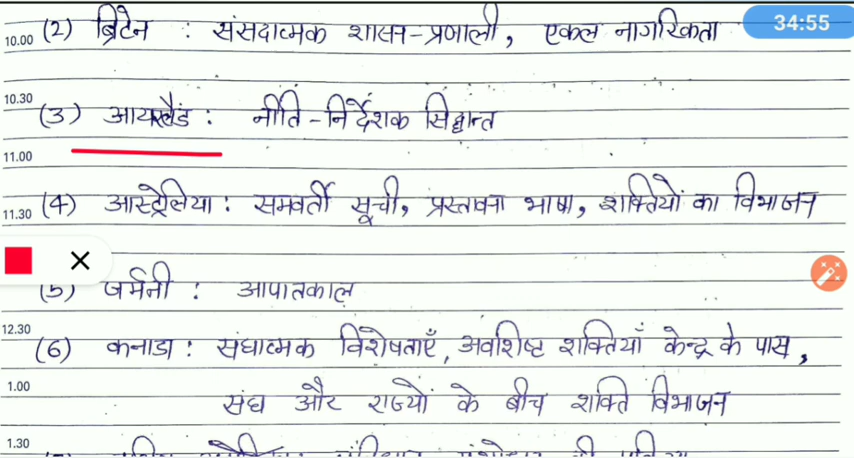 34:55
10.00 (2) ब्रिटेन : संसदात्मक शासन-प्रणाली, एकल नागरिकता
10.30 (3) आयरलैंड : नीति-निर्देशक सिद्धान्त
11.00
11.30 (4) आस्ट्रेलिया : समवर्ती सूची, प्रस्तावना भाषा, शक्तियों का विभाजन
(5) जर्मनी : आपातकाल
12.30 (6) कनाडा : संघात्मक विशेषताएँ, अवशिष्ट शक्तियाँ केन्द्र के पास,
1.00 संघ और राज्यों के बीच शक्ति विभाजन
1.30